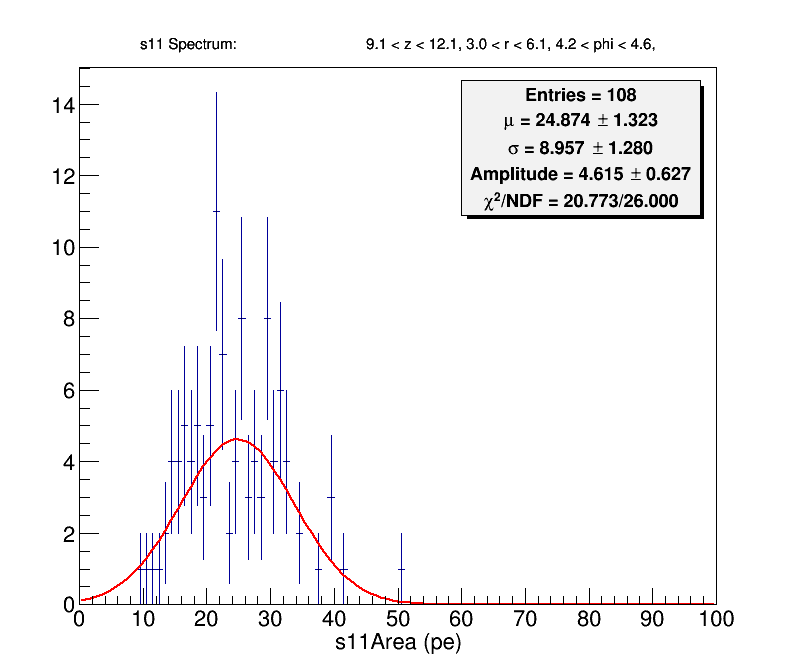 s11 Spectrum: 9.1 < z < 12.1, 3.0 < r < 6.1, 4.2 < phi < 4.6,
Entries = 108
μ = 24.874 ± 1.323
σ = 8.957 ± 1.280
Amplitude = 4.615 ± 0.627
χ²/NDF = 20.773/26.000
14
12
10
8
6
4
2
0
0 10 20 30 40 50 60 70 80 90 100
s11Area (pe)